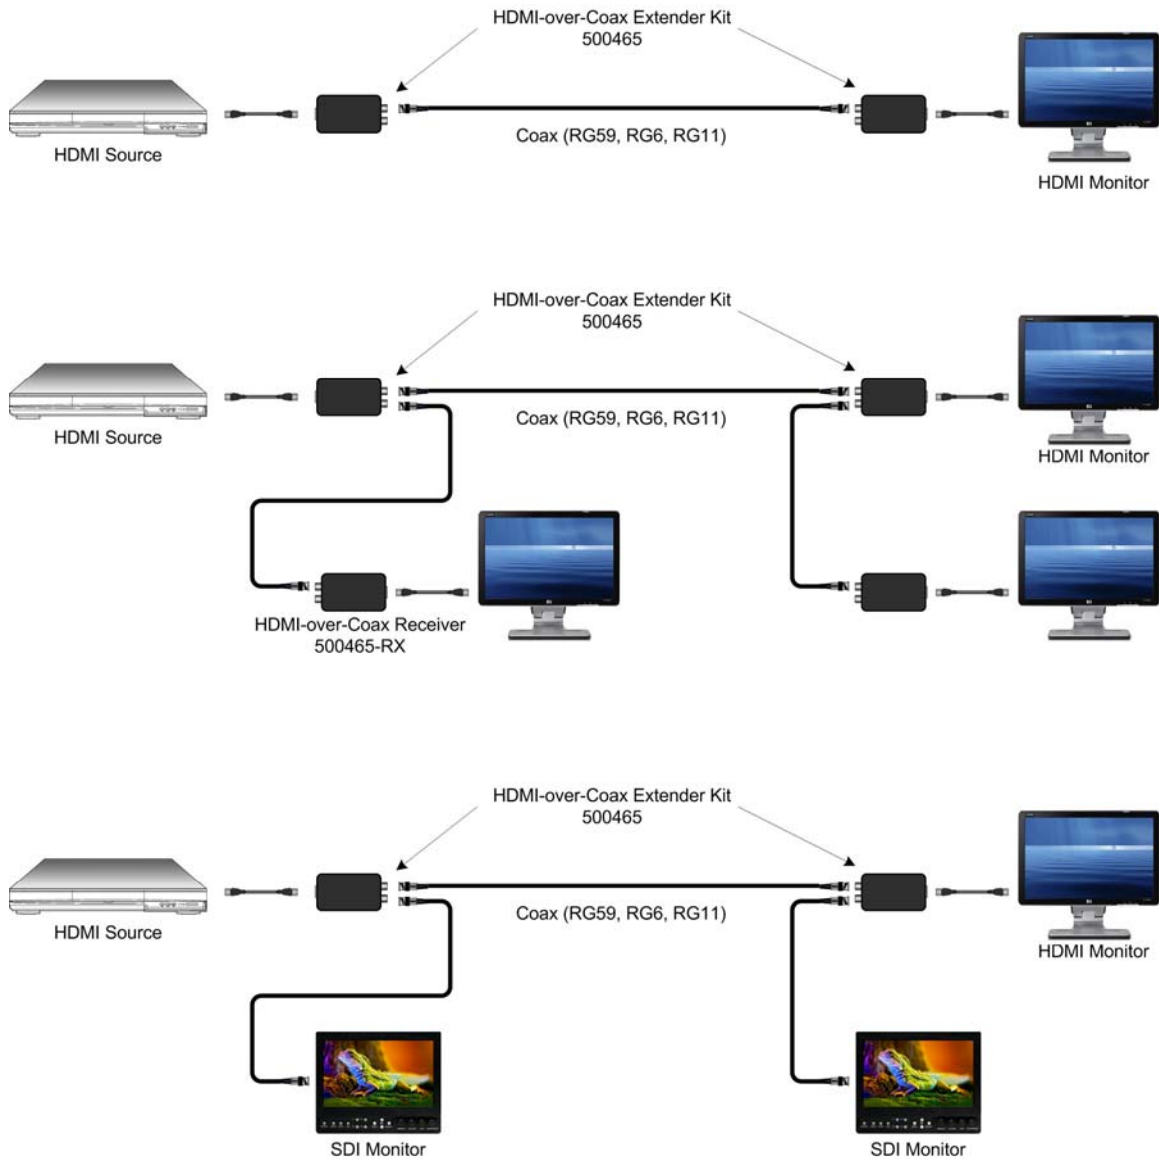 HDMI-over-Coax Extender Kit
500465
Coax (RG59, RG6, RG11)
HDMI Source
HDMI Monitor
HDMI-over-Coax Extender Kit
500465
Coax (RG59, RG6, RG11)
HDMI Source
HDMI Monitor
HDMI-over-Coax Receiver
500465-RX
HDMI-over-Coax Extender Kit
500465
Coax (RG59, RG6, RG11)
HDMI Source
HDMI Monitor
SDI Monitor
SDI Monitor